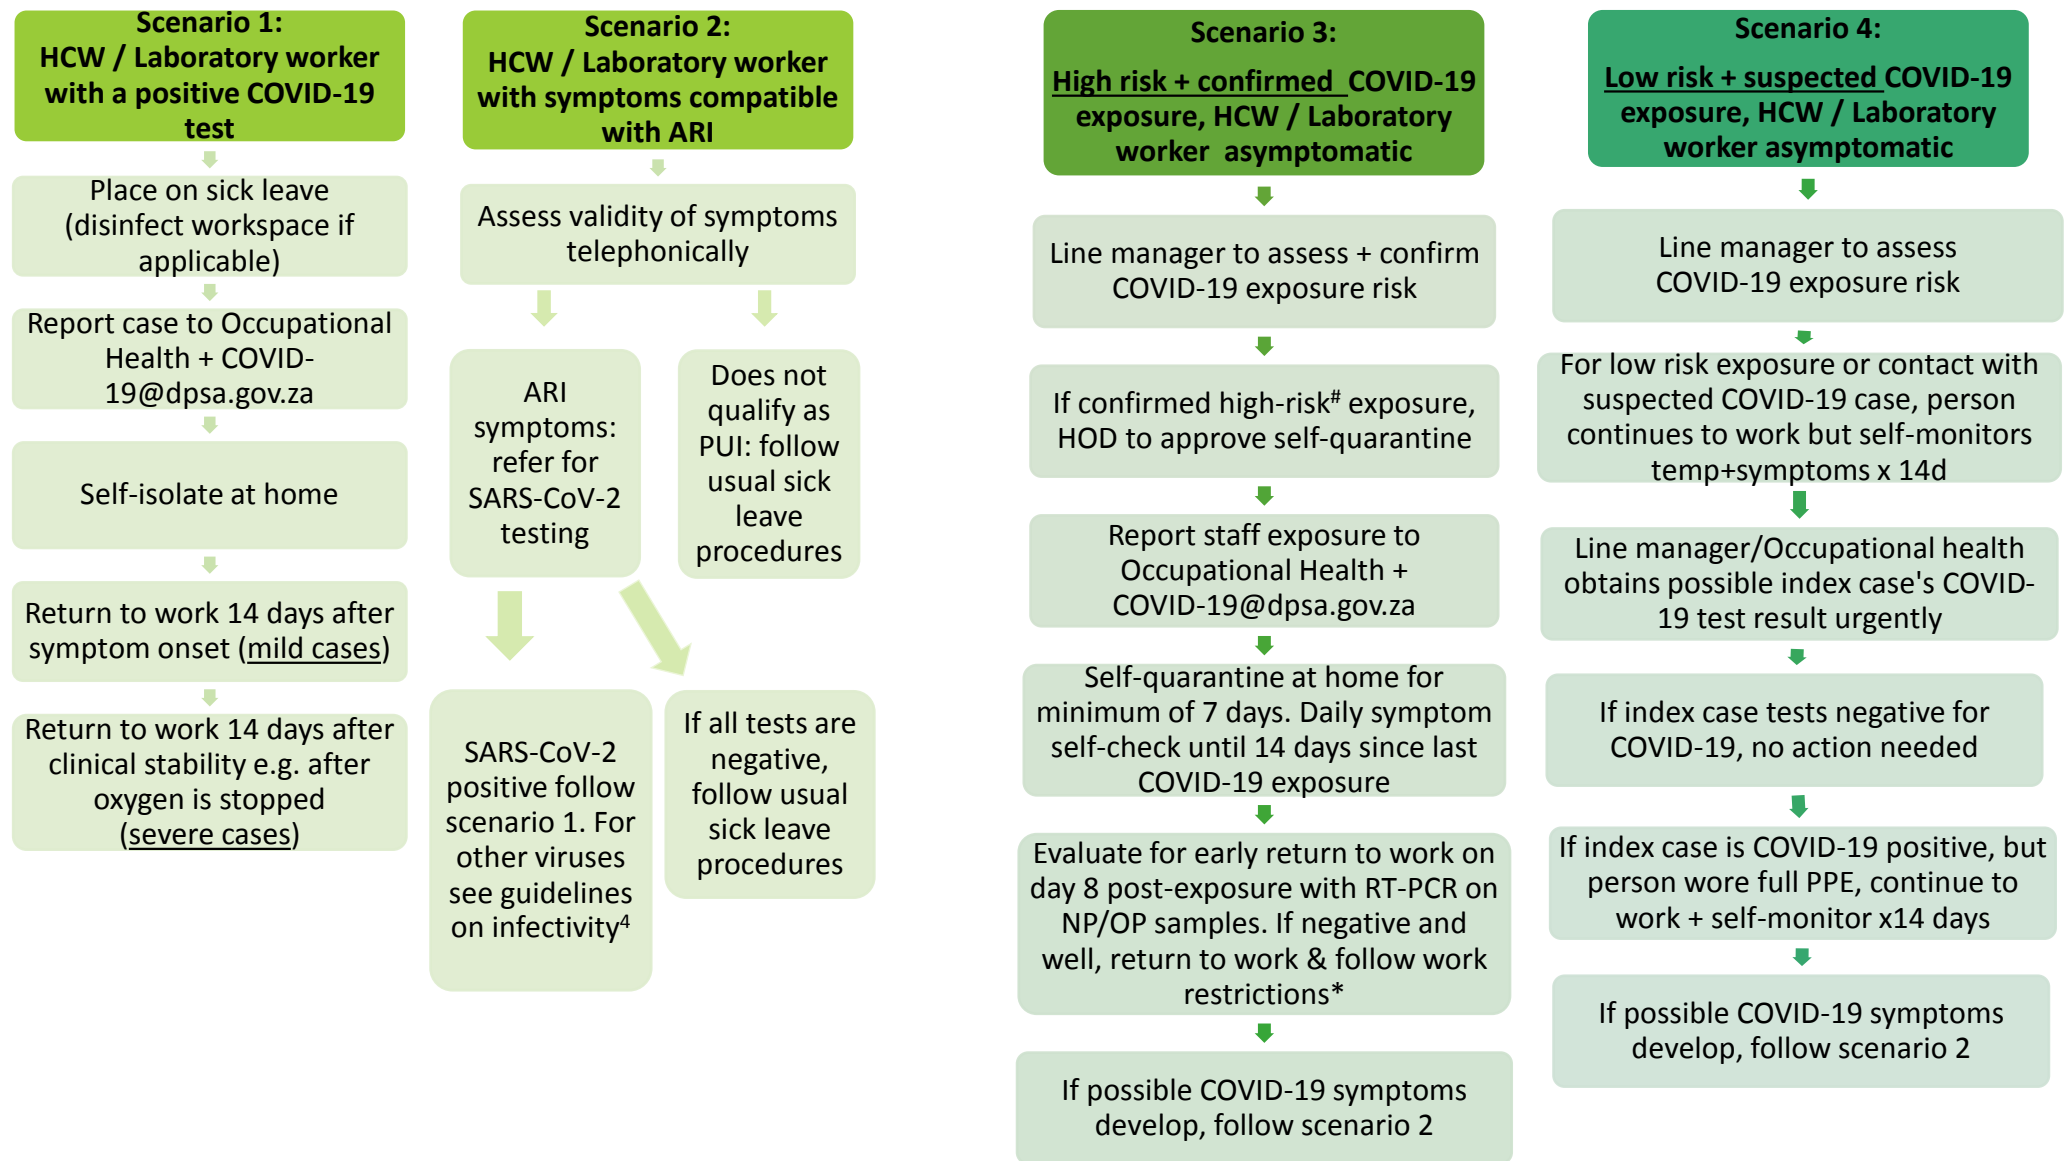 Scenario 1:
HCW / Laboratory worker
with a positive COVID-19
test
Place on sick leave
(disinfect workspace if
applicable)
Report case to Occupational
Health + COVID-
19@dpsa.gov.za
Self-isolate at home
Return to work 14 days after
symptom onset (mild cases)
Return to work 14 days after
clinical stability e.g. after
oxygen is stopped
(severe cases)
Scenario 2:
HCW / Laboratory worker
with symptoms compatible
with ARI
Assess validity of symptoms
telephonically
ARI
symptoms:
refer for
SARS-CoV-2
testing
Does not
qualify as
PUI: follow
usual sick
leave
procedures
SARS-CoV-2
positive follow
scenario 1. For
other viruses
see guidelines
on infectivity⁴
If all tests are
negative,
follow usual
sick leave
procedures
Scenario 3:
High risk + confirmed COVID-19
exposure, HCW / Laboratory
worker asymptomatic
Line manager to assess + confirm
COVID-19 exposure risk
If confirmed high-risk# exposure,
HOD to approve self-quarantine
Report staff exposure to
Occupational Health +
COVID-19@dpsa.gov.za
Self-quarantine at home for
minimum of 7 days. Daily symptom
self-check until 14 days since last
COVID-19 exposure
Evaluate for early return to work on
day 8 post-exposure with RT-PCR on
NP/OP samples. If negative and
well, return to work & follow work
restrictions*
If possible COVID-19 symptoms
develop, follow scenario 2
Scenario 4:
Low risk + suspected COVID-19
exposure, HCW / Laboratory
worker asymptomatic
Line manager to assess
COVID-19 exposure risk
For low risk exposure or contact with
suspected COVID-19 case, person
continues to work but self-monitors
temp+symptoms x 14d
Line manager/Occupational health
obtains possible index case's COVID-
19 test result urgently
If index case tests negative for
COVID-19, no action needed
If index case is COVID-19 positive, but
person wore full PPE, continue to
work + self-monitor x14 days
If possible COVID-19 symptoms
develop, follow scenario 2